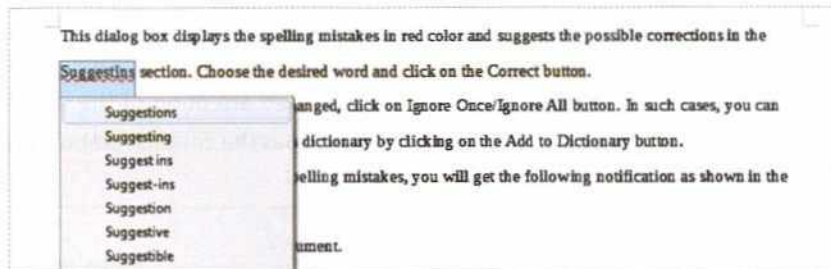 This dialog box displays the spelling mistakes in red color and suggests the possible corrections in the
Suggestins section. Choose the desired word and click on the Correct button.
Suggestions
anged, click on Ignore Once/Ignore All button. In such cases, you can
Suggesting
dictionary by clicking on the Add to Dictionary button.
Suggest ins
Suggest-ins
elling mistakes, you will get the following notification as shown in the
Suggestion
Suggestive
ument.
Suggestible